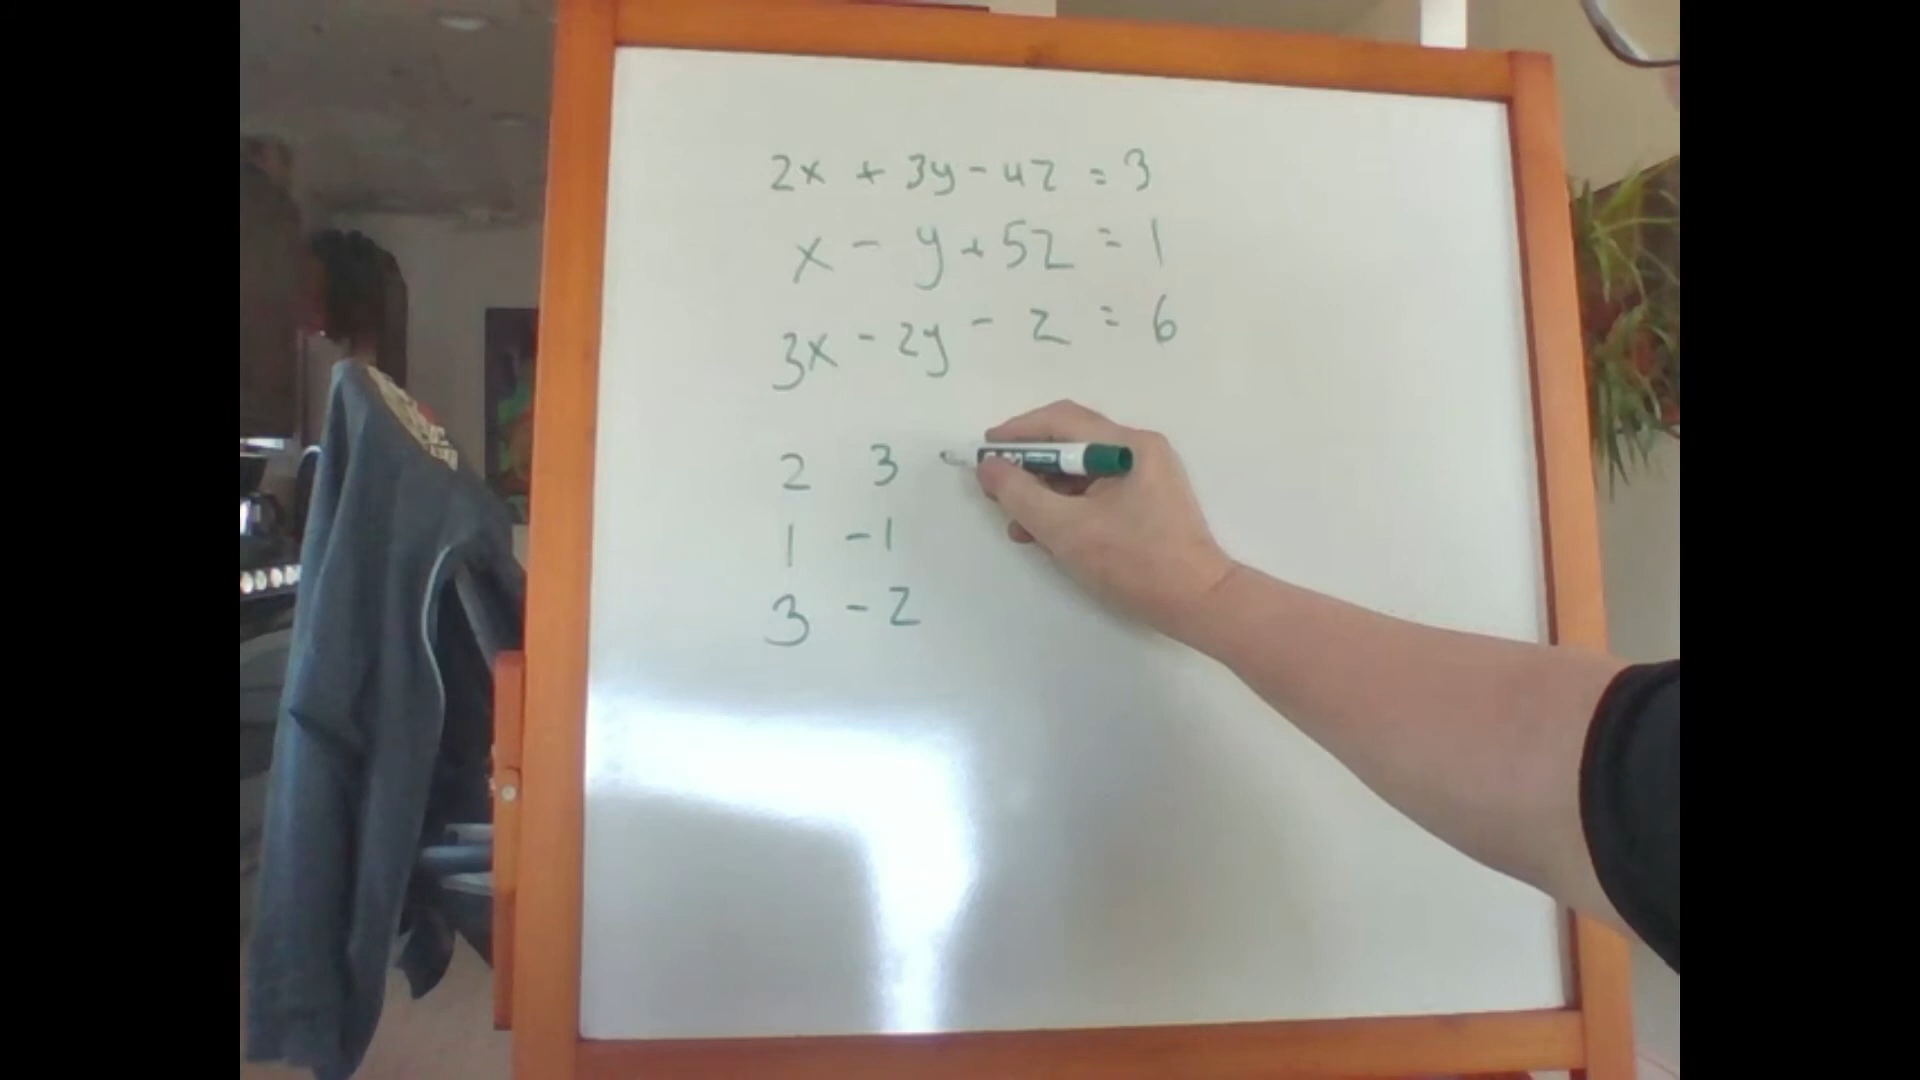 2x + 3y - 4z = 3
x - y + 5z = 1
3x - 2y - z = 6
2 3
1 -1
3 -2